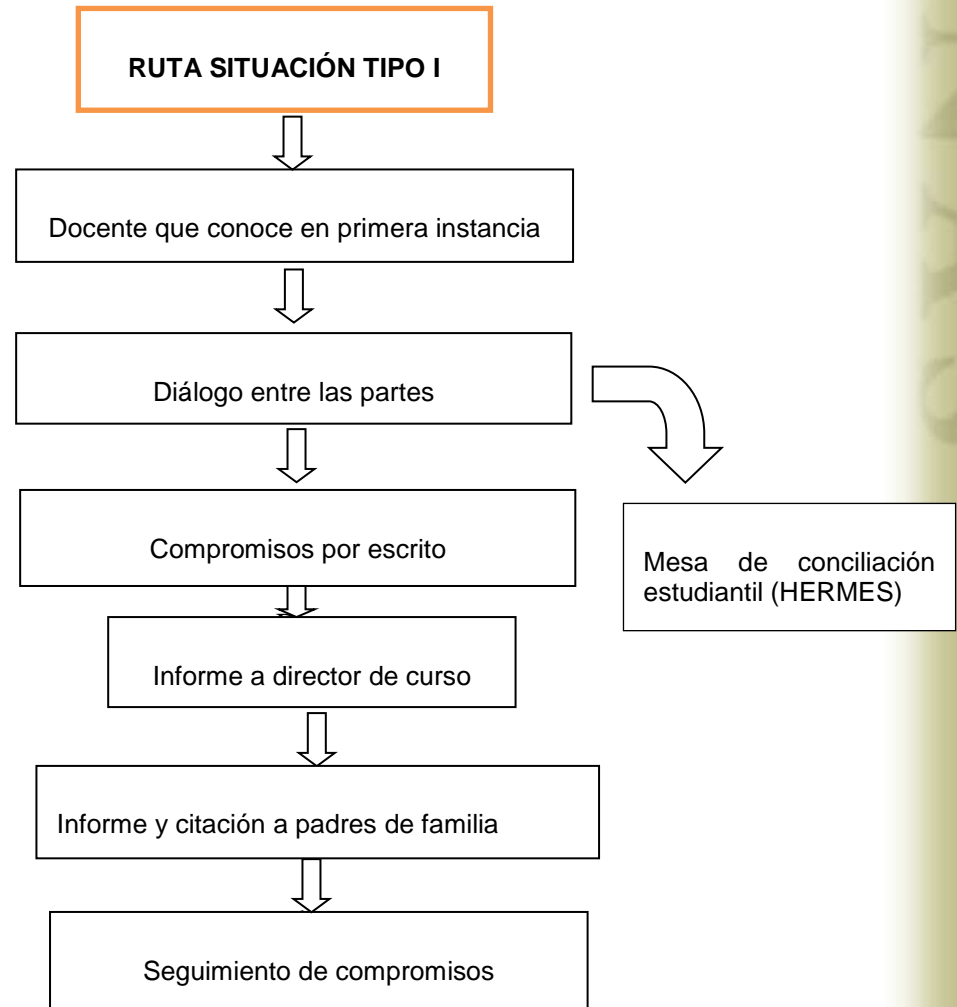 RUTA SITUACIÓN TIPO I
Docente que conoce en primera instancia
Diálogo entre las partes
Compromisos por escrito
Mesa de conciliación
estudiantil (HERMES)
Informe a director de curso
Informe y citación a padres de familia
Seguimiento de compromisos